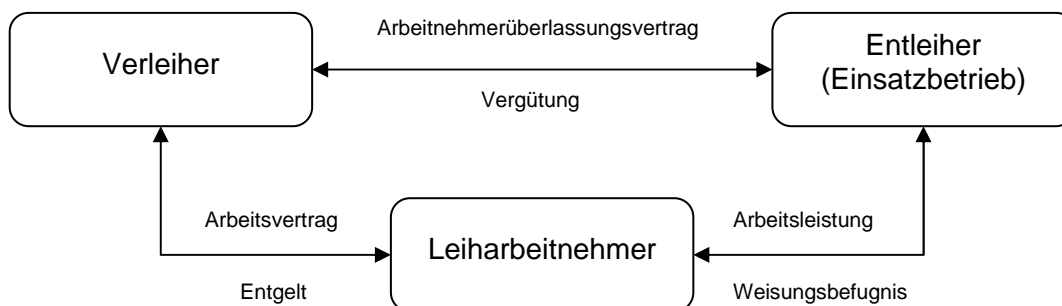 Arbeitnehmerüberlassungsvertrag
Verleiher
Entleiher
(Einsatzbetrieb)
Vergütung
Arbeitsvertrag
Arbeitsleistung
Leiharbeitnehmer
Entgelt
Weisungsbefugnis